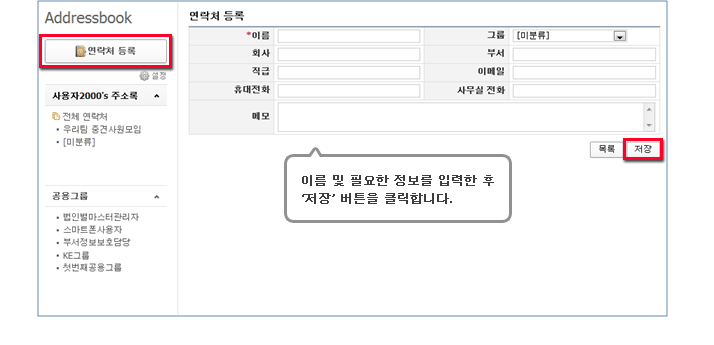 Addressbook
연락처 등록
설정
사용자2000's 주소록
전체 연락처
• 우리팀 중견사원모임
• [미분류]
공용그룹
• 법인별마스터관리자
• 스마트폰사용자
• 부서정보보호담당
• KE그룹
• 첫번째공용그룹
연락처 등록
*이름 그룹 [미분류]
회사 부서
직급 이메일
휴대전화 사무실 전화
메모
목록 저장
이름 및 필요한 정보를 입력한 후
‘저장’ 버튼을 클릭합니다.